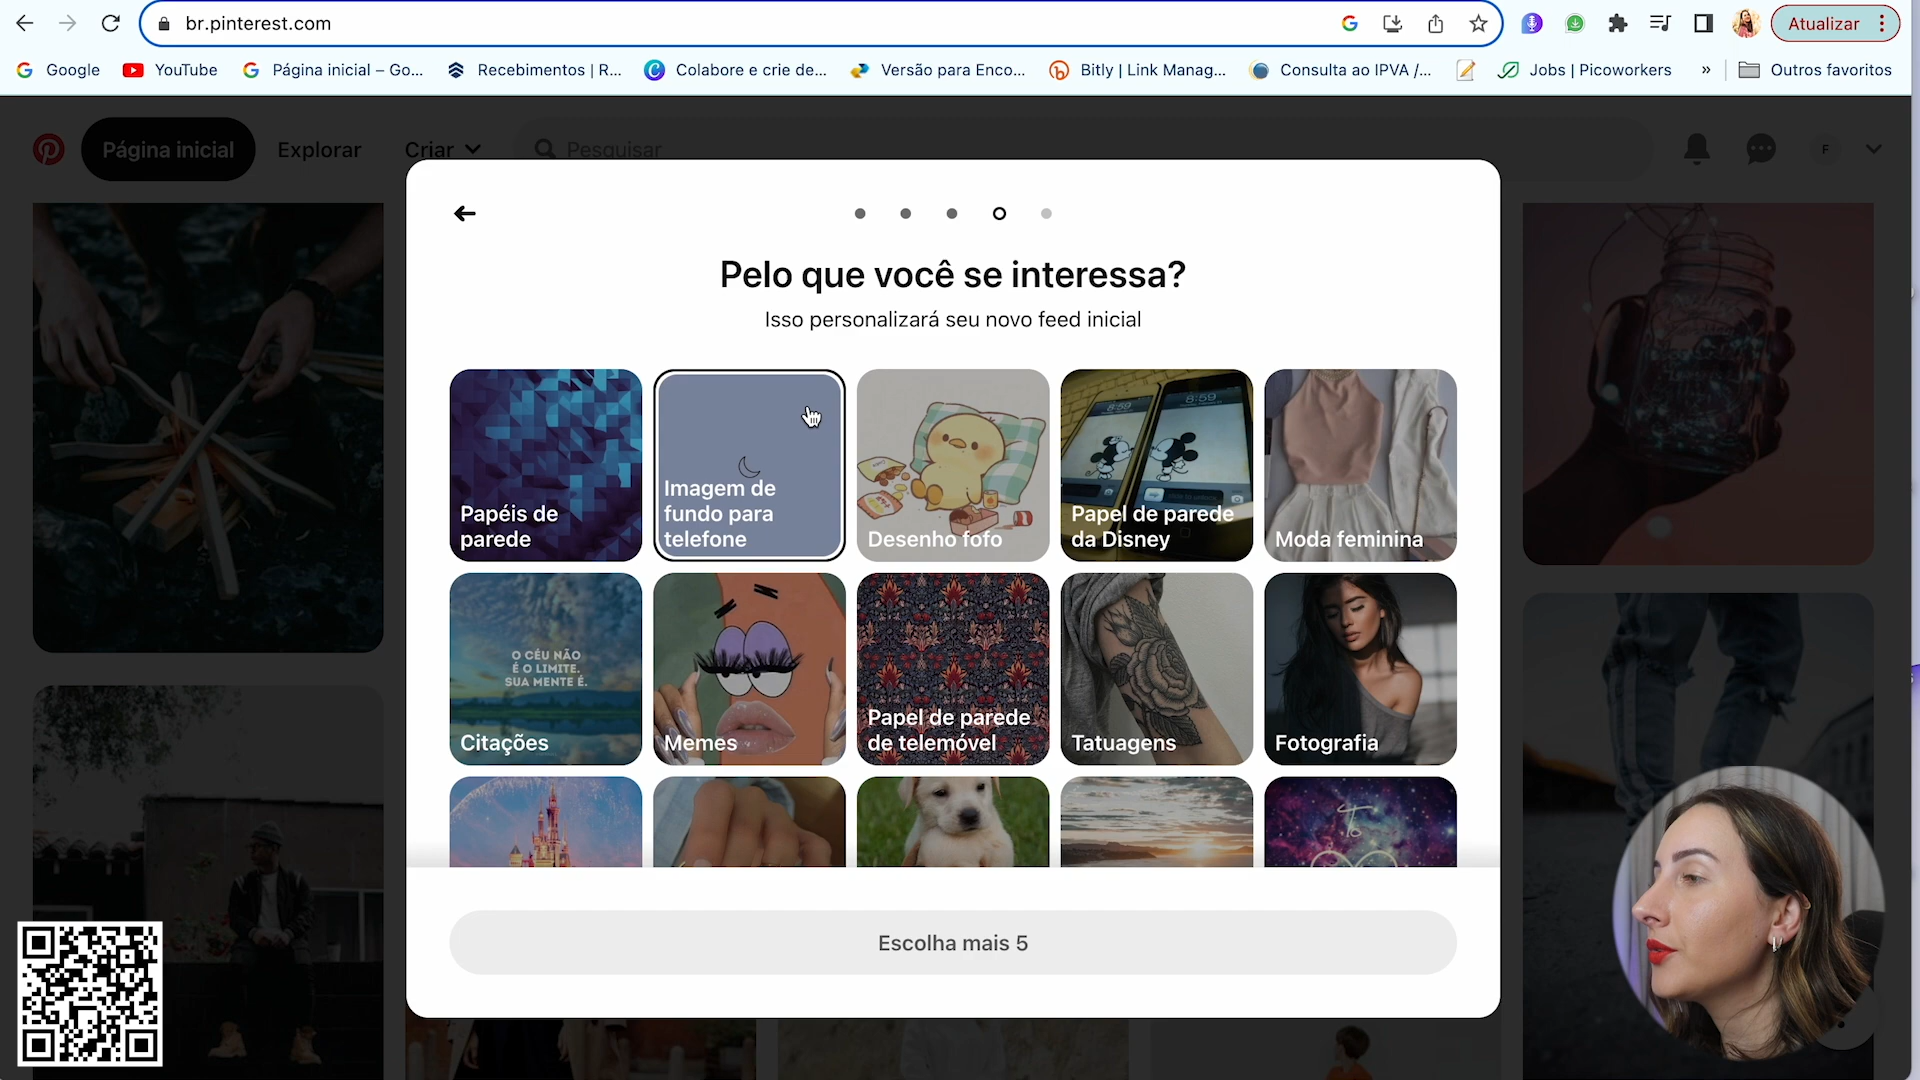 br.pinterest.com
Atualizar
Google
YouTube
Página inicial – Go...
Recebimentos | R...
Colabore e crie de...
Versão para Enco...
Bitly | Link Manag...
Consulta ao IPVA /...
Jobs | Picoworkers
»
Outros favoritos
Página inicial
Explorar
Criar
Pesquisar
F
Pelo que você se interessa?
Isso personalizará seu novo feed inicial
Papéis de
parede
Imagem de
fundo para
telefone
Desenho fofo
8:59
8:59
Papel de parede
da Disney
Moda feminina
O CÉU NÃO
É O LIMITE.
SUA MENTE É.
Citações
Memes
Papel de parede
de telemóvel
Tatuagens
Fotografia
Escolha mais 5